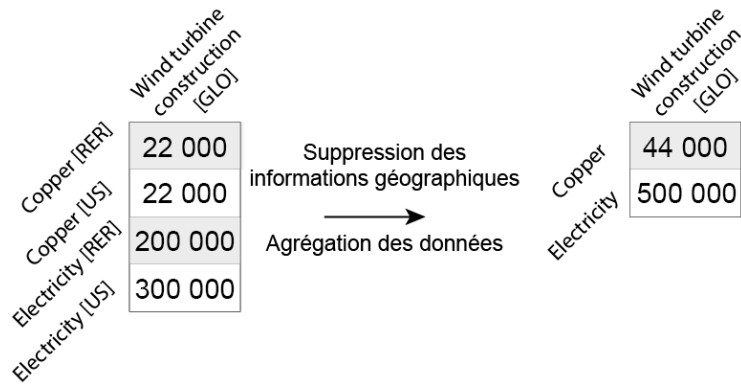 Wind turbine
construction
[GLO]
Copper [RER]
22 000
Copper [US]
22 000
Electricity [RER]
200 000
Electricity [US]
300 000
Suppression des
informations géographiques
Agrégation des données
Wind turbine
construction
[GLO]
Copper
44 000
Electricity
500 000